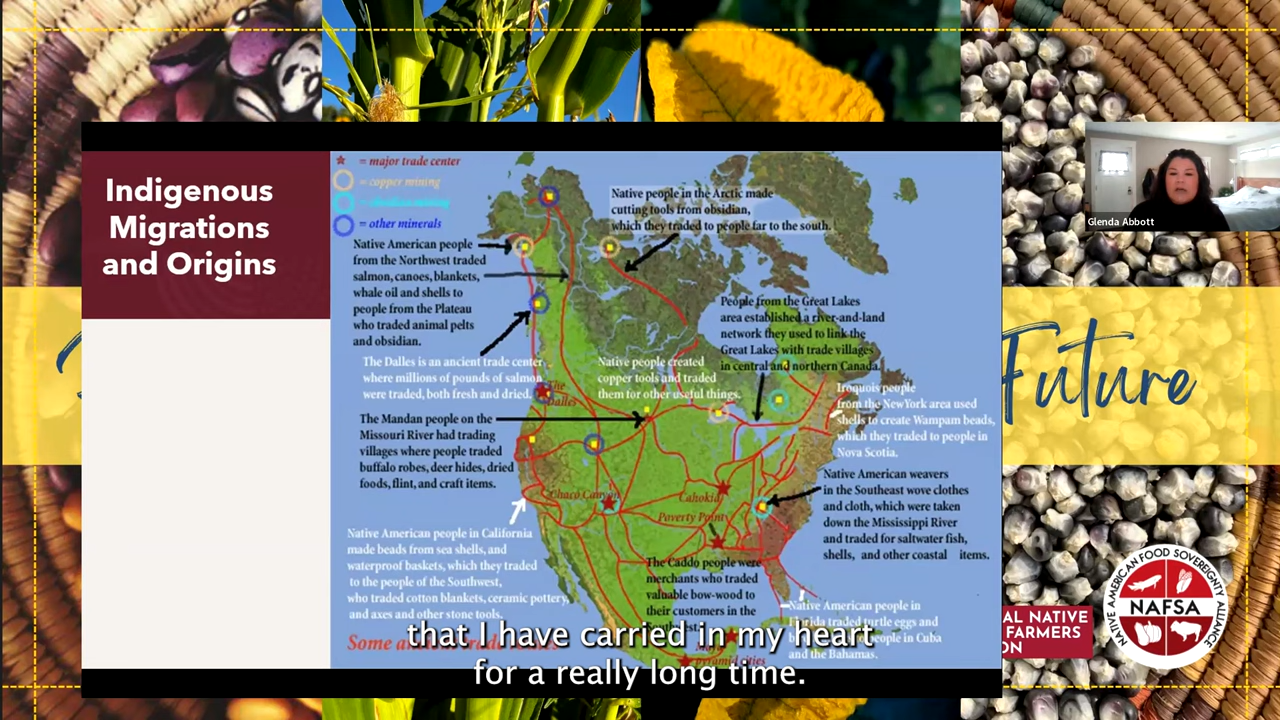 Indigenous
Migrations
and Origins
= major trade center
= copper mining
= other minerals
Native American people
from the Northwest traded
salmon, canoes, blankets,
whale oil and shells to
people from the Plateau
who traded animal pelts
and obsidian.
Native people in the Arctic made
cutting tools from obsidian,
which they traded to people far to the south.
People from the Great Lakes
area established a river-and-land
network they used to link the
Great Lakes with trade villages
in central and northern Canada.
The Dalles is an ancient trade center
where millions of pounds of salmon
were traded, both fresh and dried.
The
Dalles
Native people created
copper tools and traded
them for other useful things.
Iroquois people
from the NewYork area used
shells to create Wampam beads,
which they traded to people in
Nova Scotia.
The Mandan people on the
Missouri River had trading
villages where people traded
buffalo robes, deer hides, dried
foods, flint, and craft items.
Native American weavers
in the Southeast wove clothes
and cloth, which were taken
down the Mississippi River
and traded for saltwater fish,
shells, and other coastal items.
Chaco Canyon
Cahokia
Poverty Point
Native American people in California
made beads from sea shells, and
waterproof baskets, which they traded
to the people of the Southwest,
who traded cotton blankets, ceramic pottery,
and axes and other stone tools.
The Caddo people were
merchants who traded
valuable bow-wood to
their customers in the
Native American people in
Florida traded turtle eggs and
people in Cuba
and the Bahamas.
Some
pyramid cities
that I have carried in my heart
for a really long time.
Glenda Abbott
Future
AL NATIVE
FARMERS
ON
NATIVE AMERICAN FOOD SOVEREIGNTY ALLIANCE
NAFSA